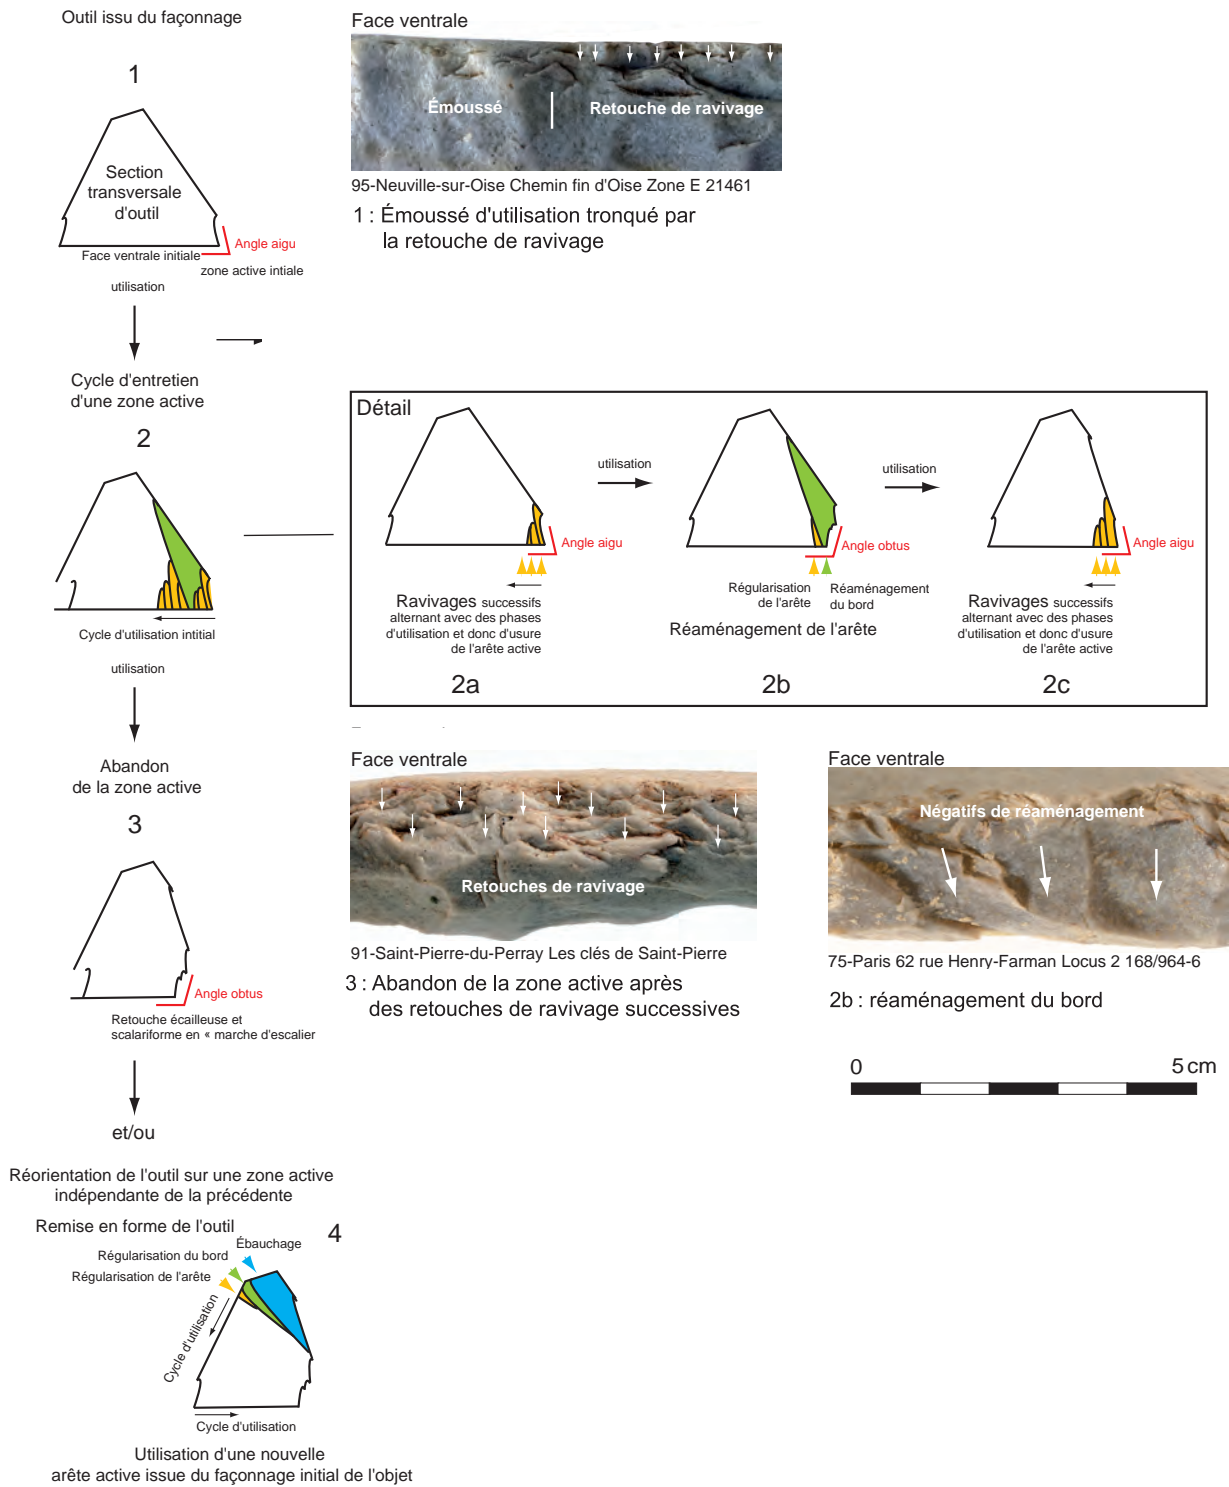 Outil issu du façonnage
1
Section
transversale
d'outil
Angle aigu
Face ventrale initiale
zone active intiale
utilisation
Cycle d'entretien
d'une zone active
2
Cycle d'utilisation intitial
utilisation
Abandon
de la zone active
3
Angle obtus
Retouche écailleuse et
scalariforme en « marche d'escalier
et/ou
Réorientation de l'outil sur une zone active
indépendante de la précédente
Remise en forme de l'outil
4
Ébauchage
Régularisation du bord
Régularisation de l'arête
Cycle d'utilisation
Cycle d'utilisation
Utilisation d'une nouvelle
arête active issue du façonnage initial de l'objet
Face ventrale
Émoussé
Retouche de ravivage
95-Neuville-sur-Oise Chemin fin d'Oise Zone E 21461
1 : Émoussé d'utilisation tronqué par
la retouche de ravivage
Détail
Angle aigu
Ravivages successifs
alternant avec des phases
d'utilisation et donc d'usure
de l'arête active
2a
utilisation
Angle obtus
Régularisation
de l'arête
Réaménagement
du bord
Réaménagement de l'arête
2b
utilisation
Angle aigu
Ravivages successifs
alternant avec des phases
d'utilisation et donc d'usure
de l'arête active
2c
Face ventrale
Retouches de ravivage
91-Saint-Pierre-du-Perray Les clés de Saint-Pierre
3 : Abandon de la zone active après
des retouches de ravivage successives
Face ventrale
Négatifs de réaménagement
75-Paris 62 rue Henry-Farman Locus 2 168/964-6
2b : réaménagement du bord
0
5 cm